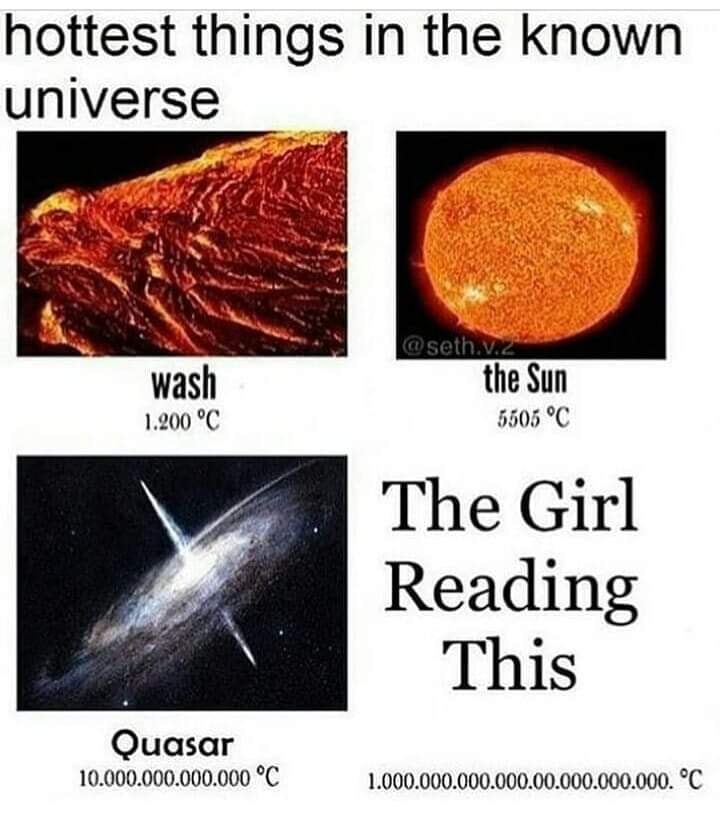 hottest things in the known
universe
@seth.v.2
wash
1.200 °C
the Sun
5505 °C
The Girl
Reading
This
Quasar
10.000.000.000.000 °C
1.000.000.000.000.00.000.000.000. °C